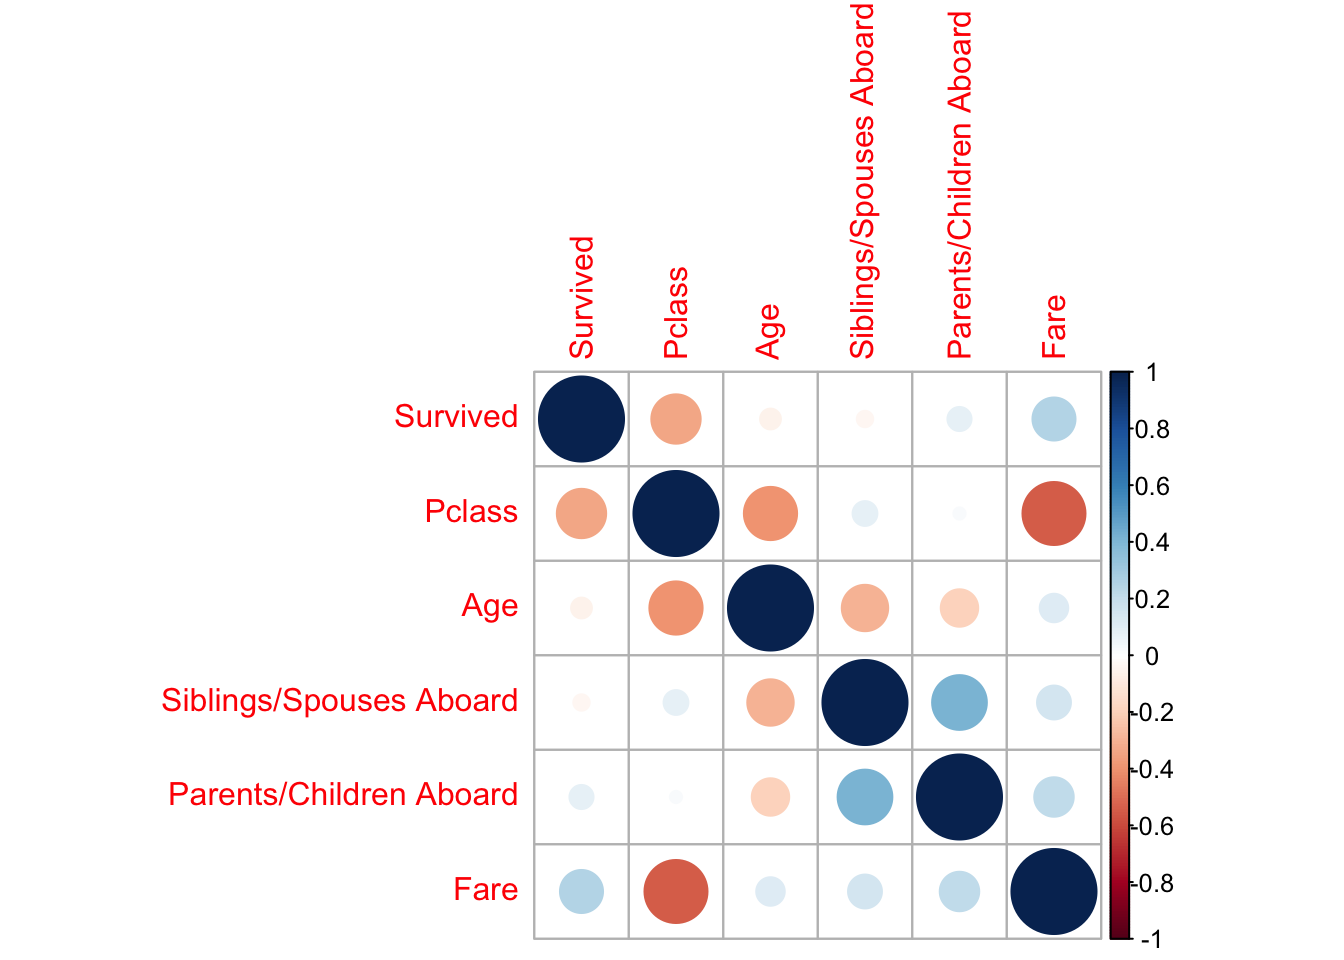 Survived
Pclass
Age
Siblings/Spouses Aboard
Parents/Children Aboard
Fare
Survived
Pclass
Age
Siblings/Spouses Aboard
Parents/Children Aboard
Fare
1
0.8
0.6
0.4
0.2
0
-0.2
-0.4
-0.6
-0.8
-1